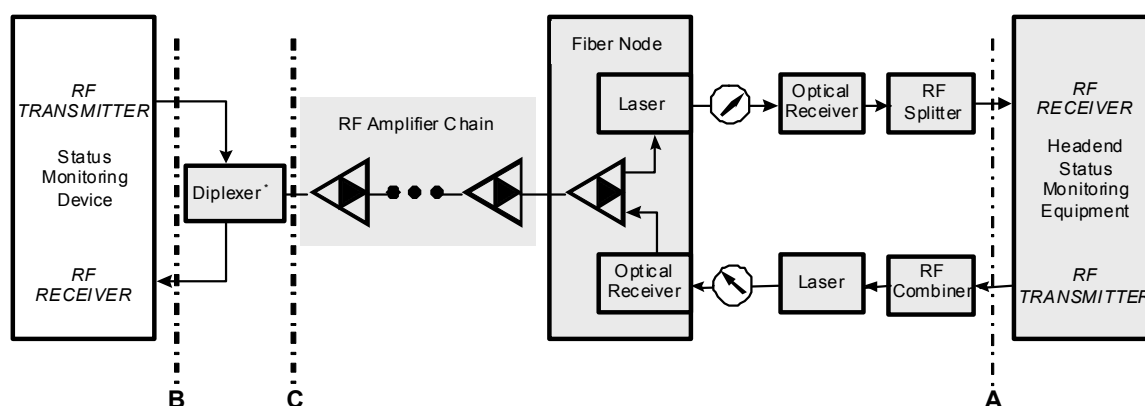 RF
TRANSMITTER
Status
Monitoring
Device
RF
RECEIVER
Diplexer*
RF Amplifier Chain
Fiber Node
Laser
Optical
Receiver
Optical
Receiver
RF
Splitter
Laser
RF
Combiner
RF
RECEIVER
Headend
Status
Monitoring
Equipment
RF
TRANSMITTER
B
C
A